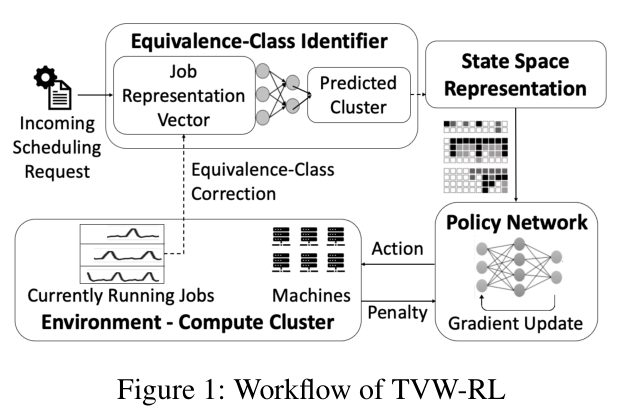 Equivalence-Class Identifier
Job
Representation
Vector
Predicted
Cluster
State Space
Representation
Incoming
Scheduling
Request
Equivalence-Class
Correction
Policy Network
Gradient Update
Action
Penalty
Currently Running Jobs
Machines
Environment - Compute Cluster
Figure 1: Workflow of TVW-RL